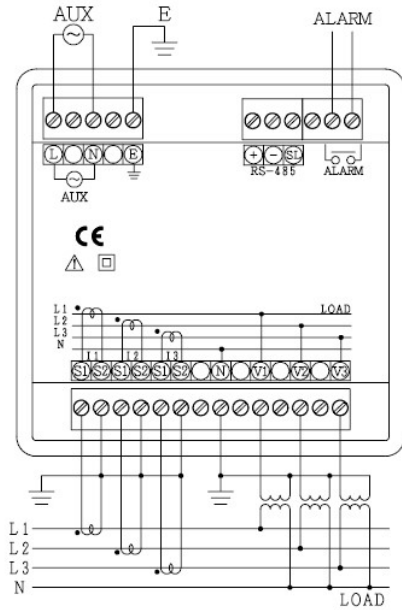 AUX E ALARM
L N E + − SL
RS-485 ALARM
AUX
CE
L1 LOAD
L2
L3
N I1 I2 I3
S1 S2 S1 S2 S1 S2 N V1 V2 V3
L1
L2
L3
N
LOAD